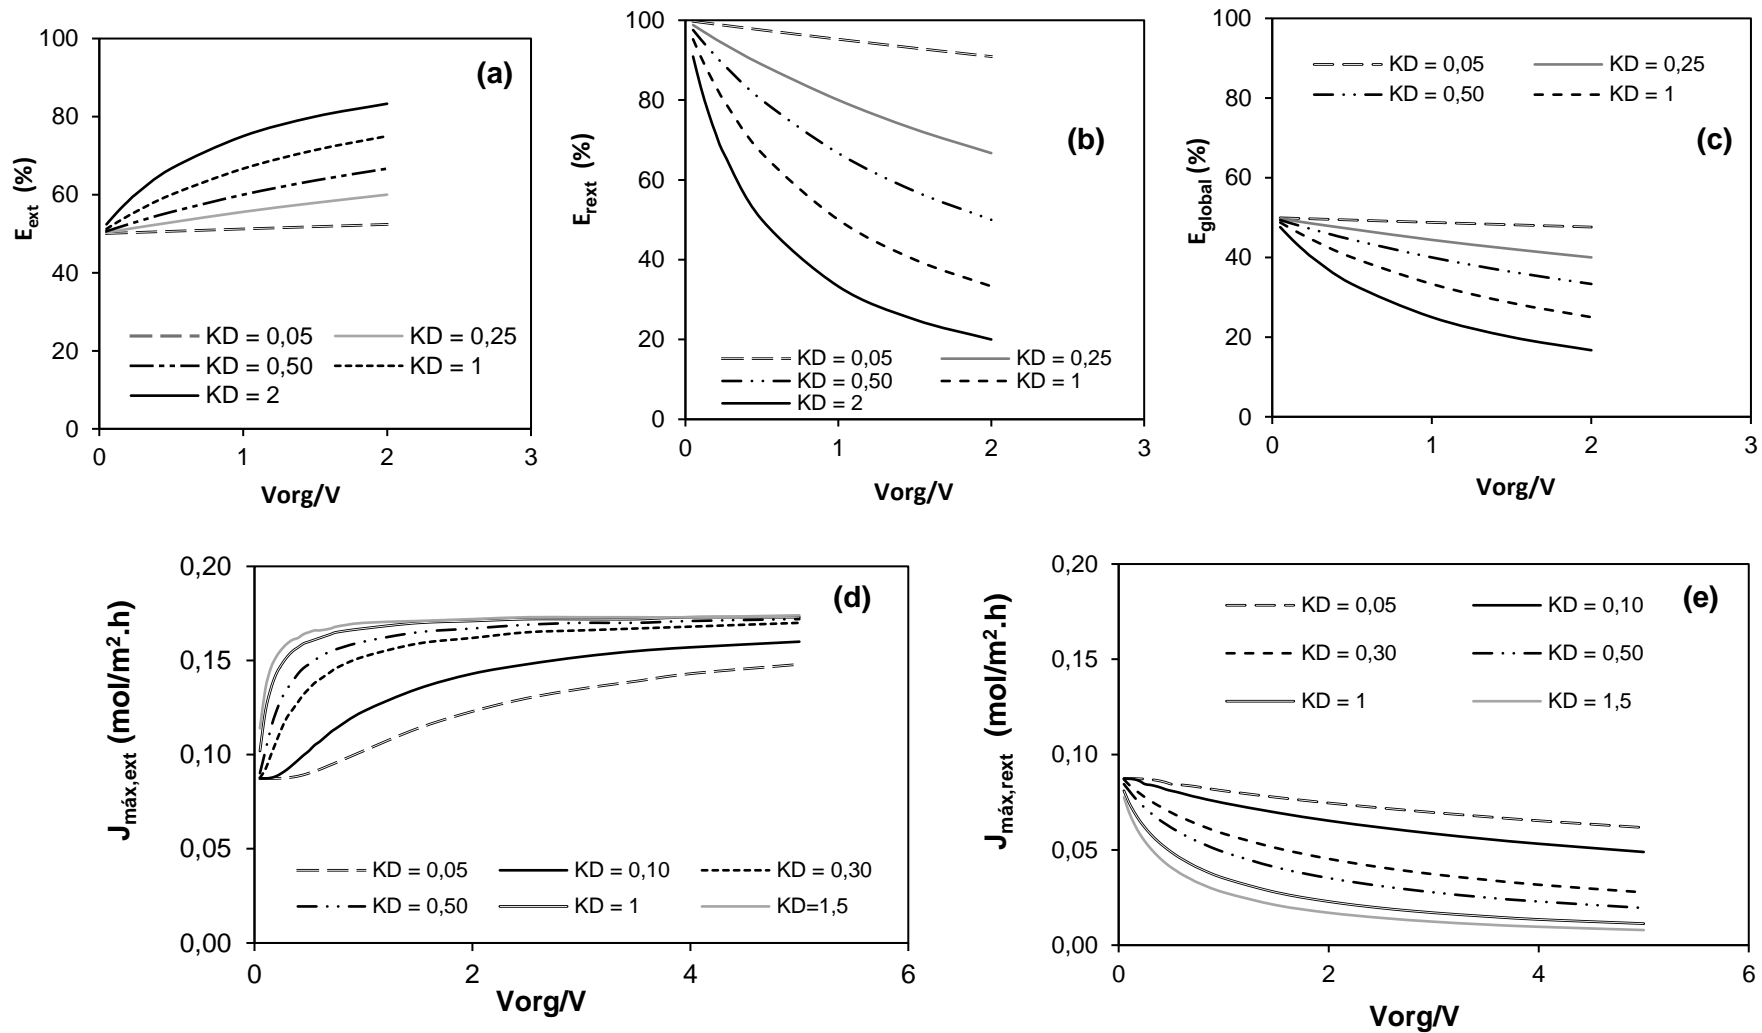 (a)
E_ext (%)
100
80
60
40
20
0
KD = 0,05 KD = 0,25
KD = 0,50 KD = 1
KD = 2
0 1 2 3
Vorg/V
(b)
E_rext (%)
100
80
60
40
20
0
KD = 0,05 KD = 0,25
KD = 0,50 KD = 1
KD = 2
0 1 2 3
Vorg/V
(c)
E_global (%)
100
80
60
40
20
0
KD = 0,05 KD = 0,25
KD = 0,50 KD = 1
0 1 2 3
Vorg/V
(d)
J_máx,ext (mol/m².h)
0,20
0,15
0,10
0,05
0,00
KD = 0,05 KD = 0,10 KD = 0,30
KD = 0,50 KD = 1 KD=1,5
0 2 4 6
Vorg/V
(e)
J_máx,rext (mol/m².h)
0,20
0,15
0,10
0,05
0,00
KD = 0,05 KD = 0,10
KD = 0,30 KD = 0,50
KD = 1 KD = 1,5
0 2 4 6
Vorg/V